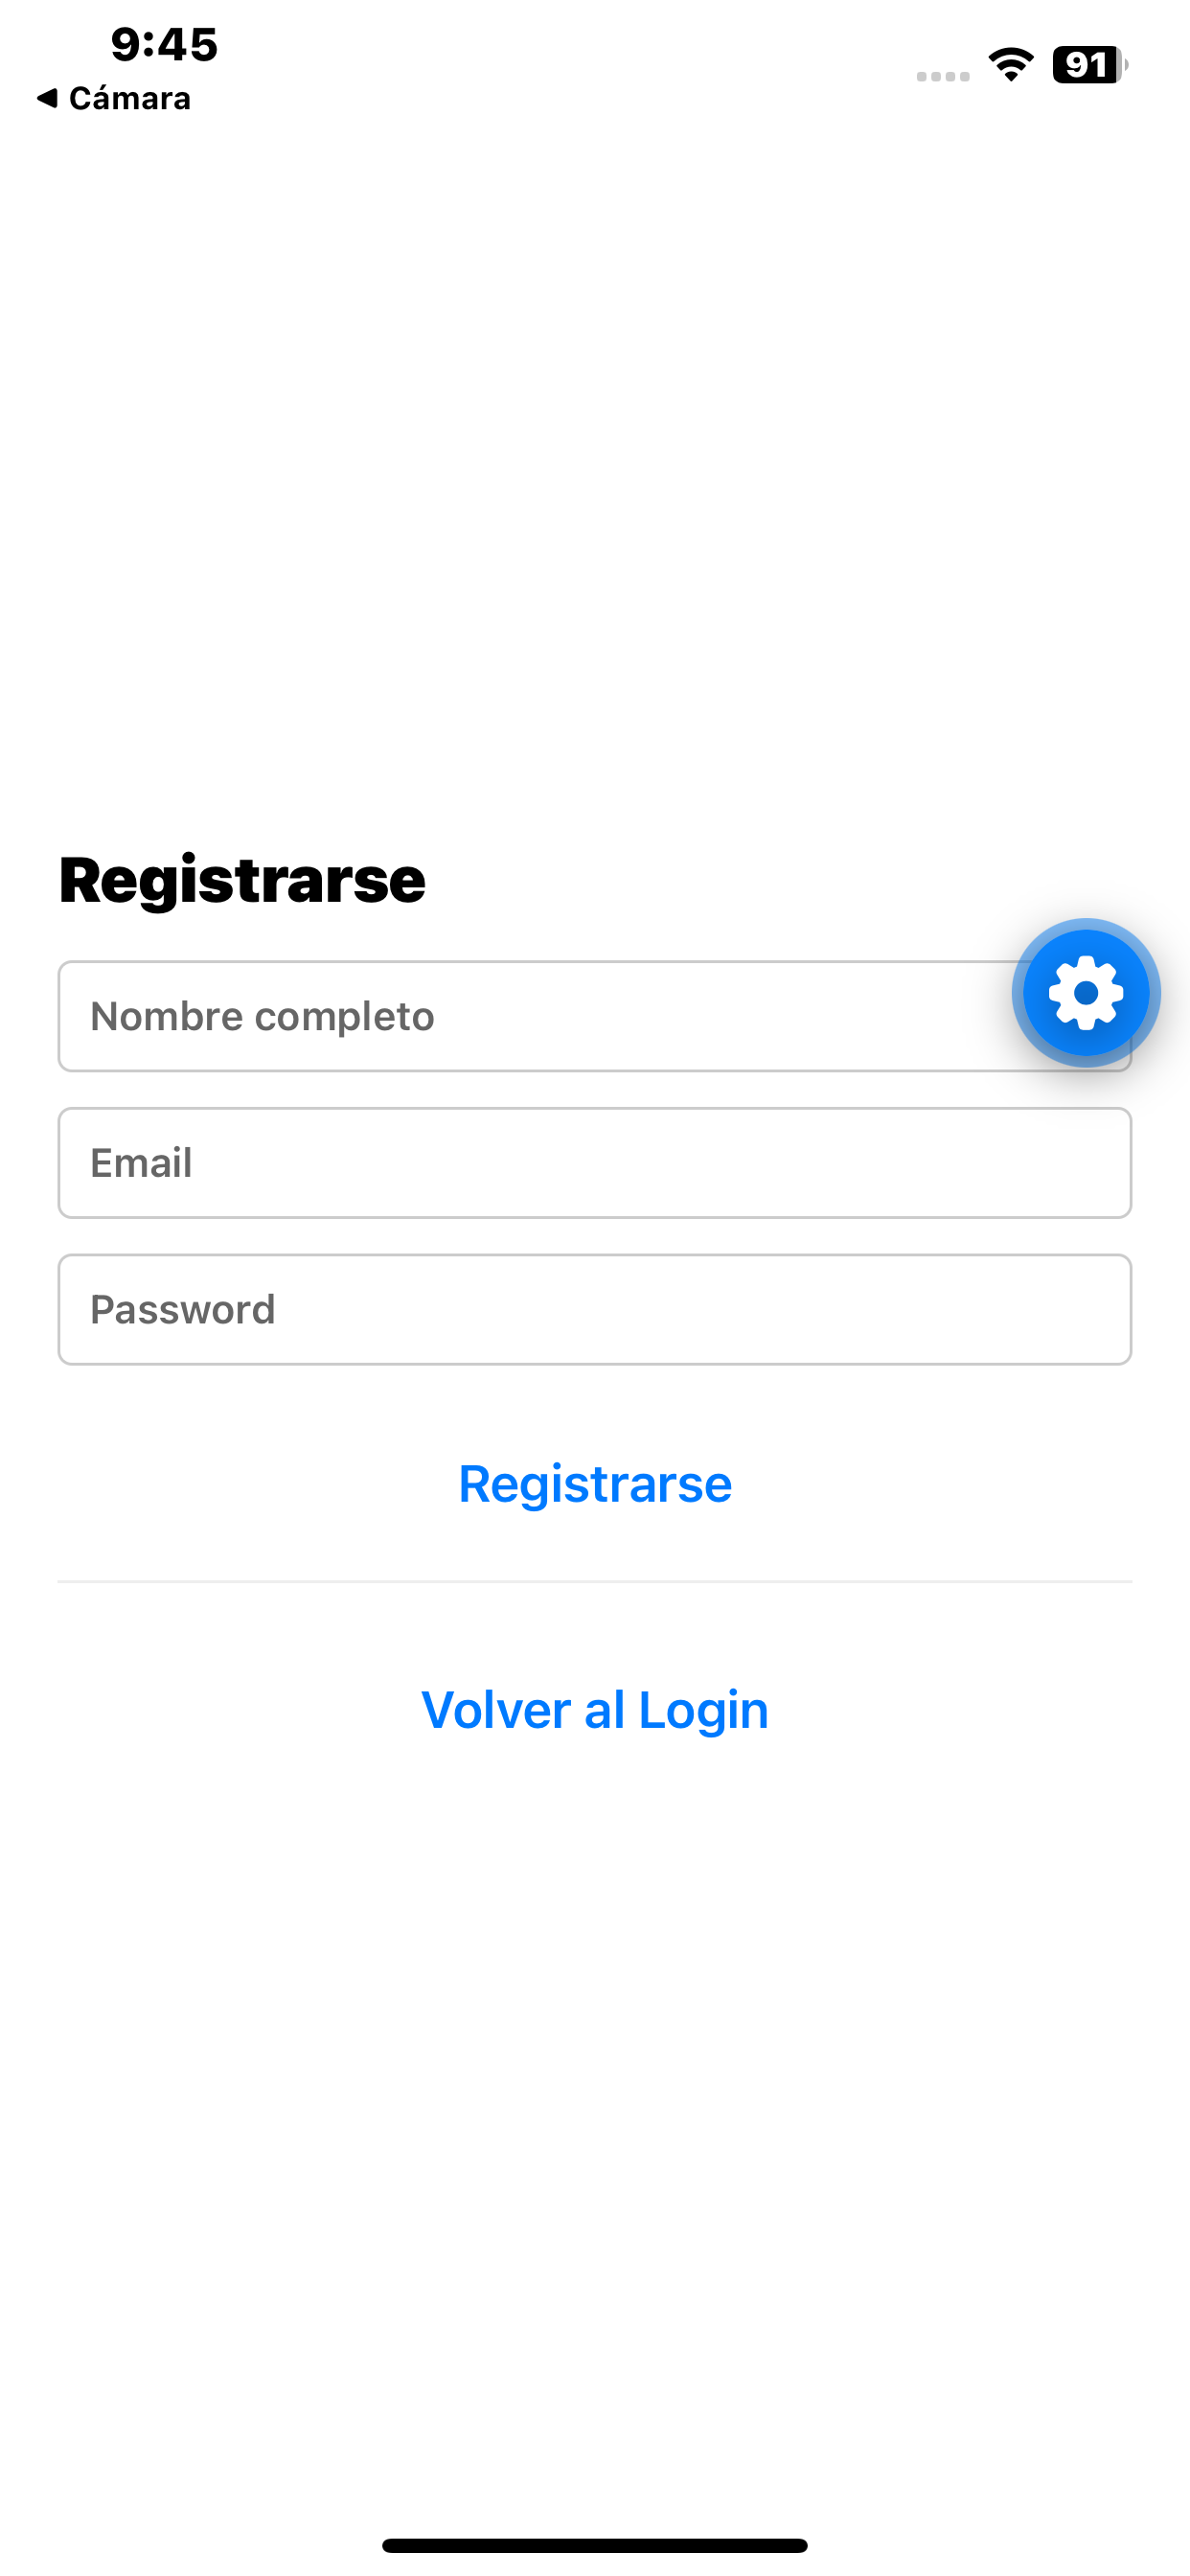 9:45
◀ Cámara
91
Registrarse
Nombre completo
Email
Password
Registrarse
Volver al Login